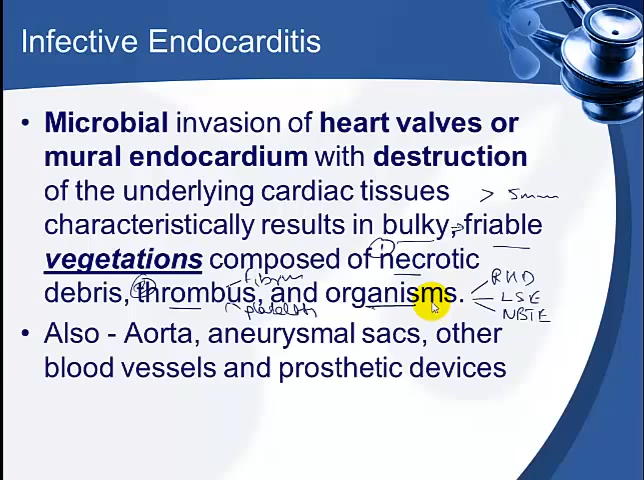 Infective Endocarditis
• Microbial invasion of heart valves or
mural endocardium with destruction
of the underlying cardiac tissues > 5mm
characteristically results in bulky, friable
vegetations composed of necrotic
fibrin
debris, thrombus, and organisms.
platelets
RHD
LSE
NBTE
• Also - Aorta, aneurysmal sacs, other
blood vessels and prosthetic devices